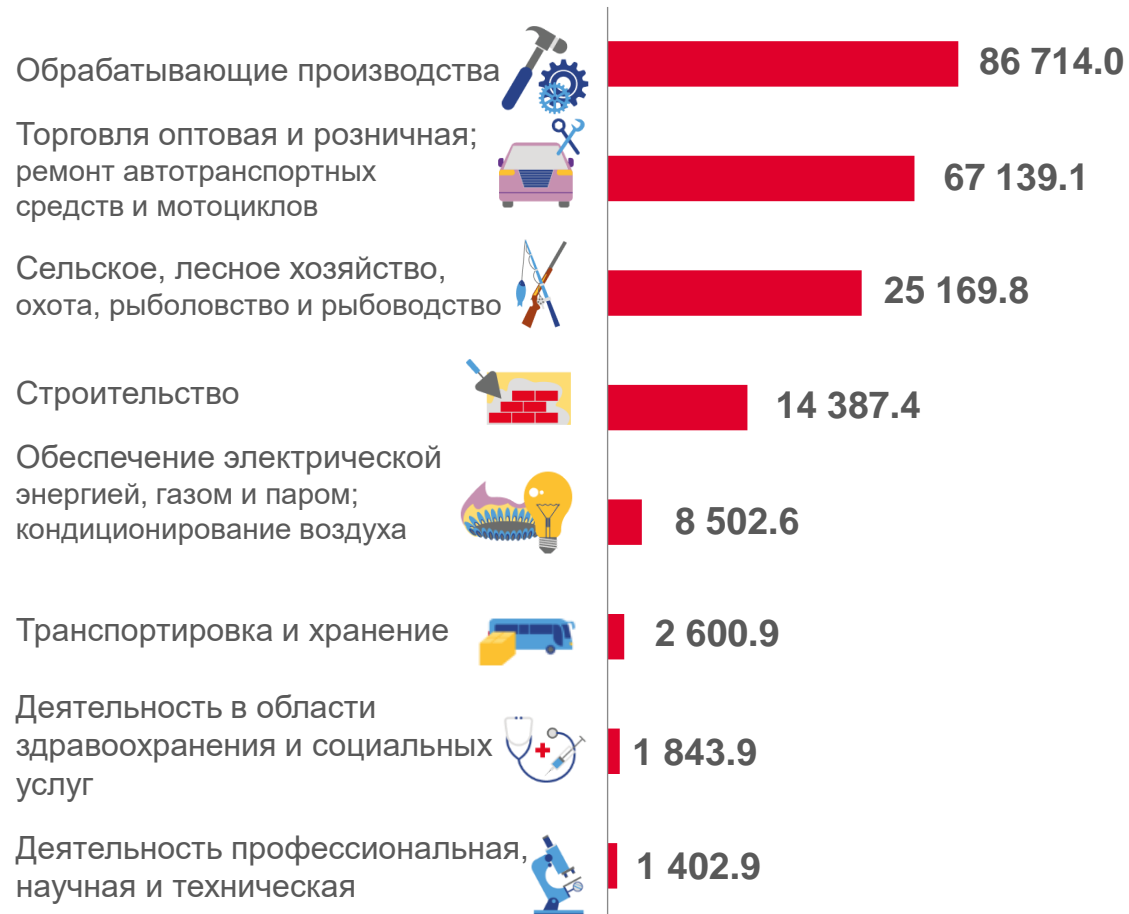 Обрабатывающие производства
86 714.0
Торговля оптовая и розничная;
ремонт автотранспортных
средств и мотоциклов
67 139.1
Сельское, лесное хозяйство,
охота, рыболовство и рыбоводство
25 169.8
Строительство
14 387.4
Обеспечение электрической
энергией, газом и паром;
кондиционирование воздуха
8 502.6
Транспортировка и хранение
2 600.9
Деятельность в области
здравоохранения и социальных
услуг
1 843.9
Деятельность профессиональная,
научная и техническая
1 402.9